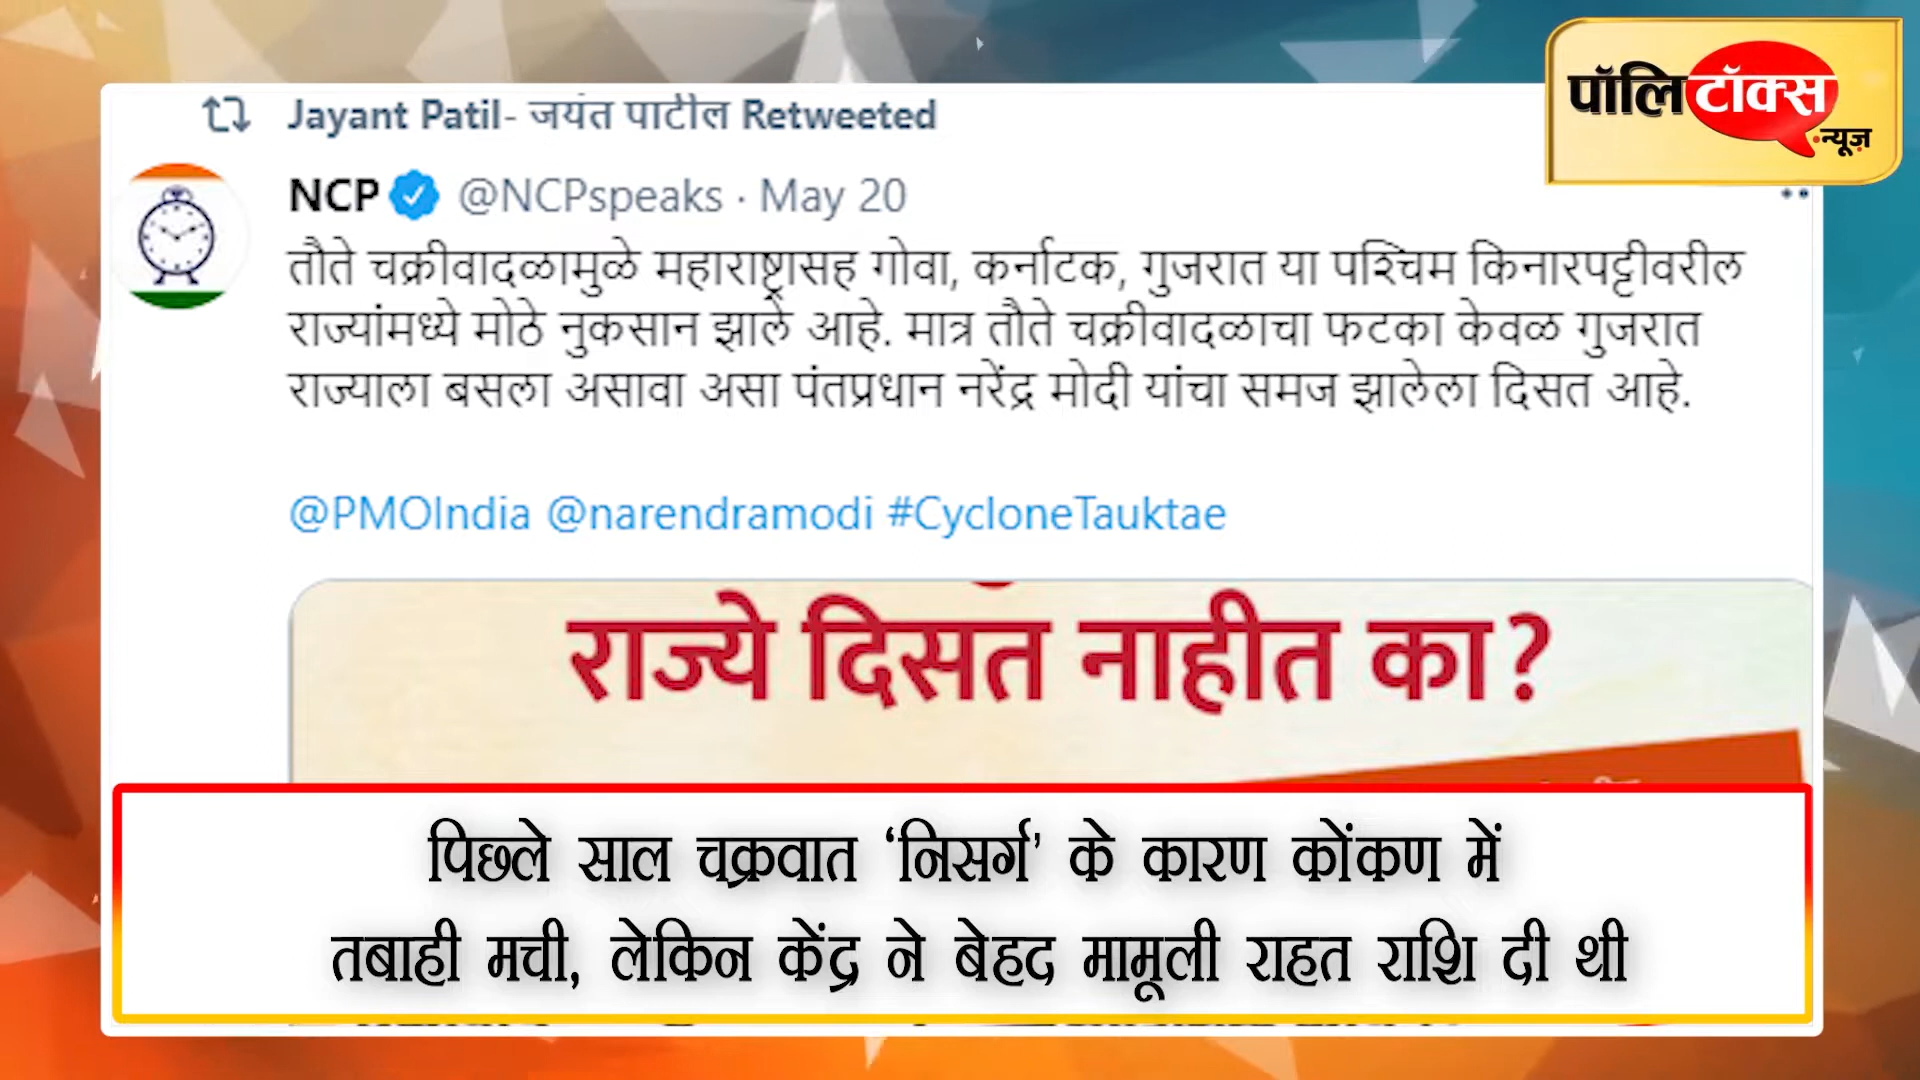 Jayant Patil- जयंत पाटील Retweeted
पॉलिटॉक्स
न्यूज़
NCP @NCPspeaks · May 20
तौते चक्रीवादळामुळे महाराष्ट्रासह गोवा, कर्नाटक, गुजरात या पश्चिम किनारपट्टीवरील
राज्यांमध्ये मोठे नुकसान झाले आहे. मात्र तौते चक्रीवादळाचा फटका केवळ गुजरात
राज्याला बसला असावा असा पंतप्रधान नरेंद्र मोदी यांचा समज झालेला दिसत आहे.
@PMOIndia @narendramodi #CycloneTauktae
राज्ये दिसत नाहीत का?
पिछले साल चक्रवात ‘निसर्ग’ के कारण कोंकण में
तबाही मची, लेकिन केंद्र ने बेहद मामूली राहत राशि दी थी